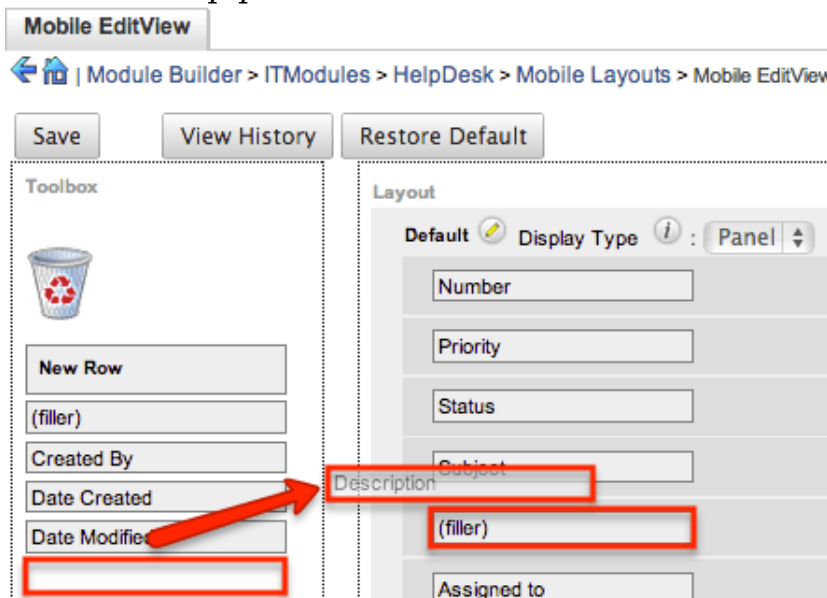 Mobile EditView
| Module Builder > ITModules > HelpDesk > Mobile Layouts > Mobile EditView
Save View History Restore Default
Toolbox
Layout
Default Display Type i : Panel
Number
Priority
New Row
Status
(filler)
Created By
Subject
Description
Date Created
Date Modified
(filler)
Assigned to